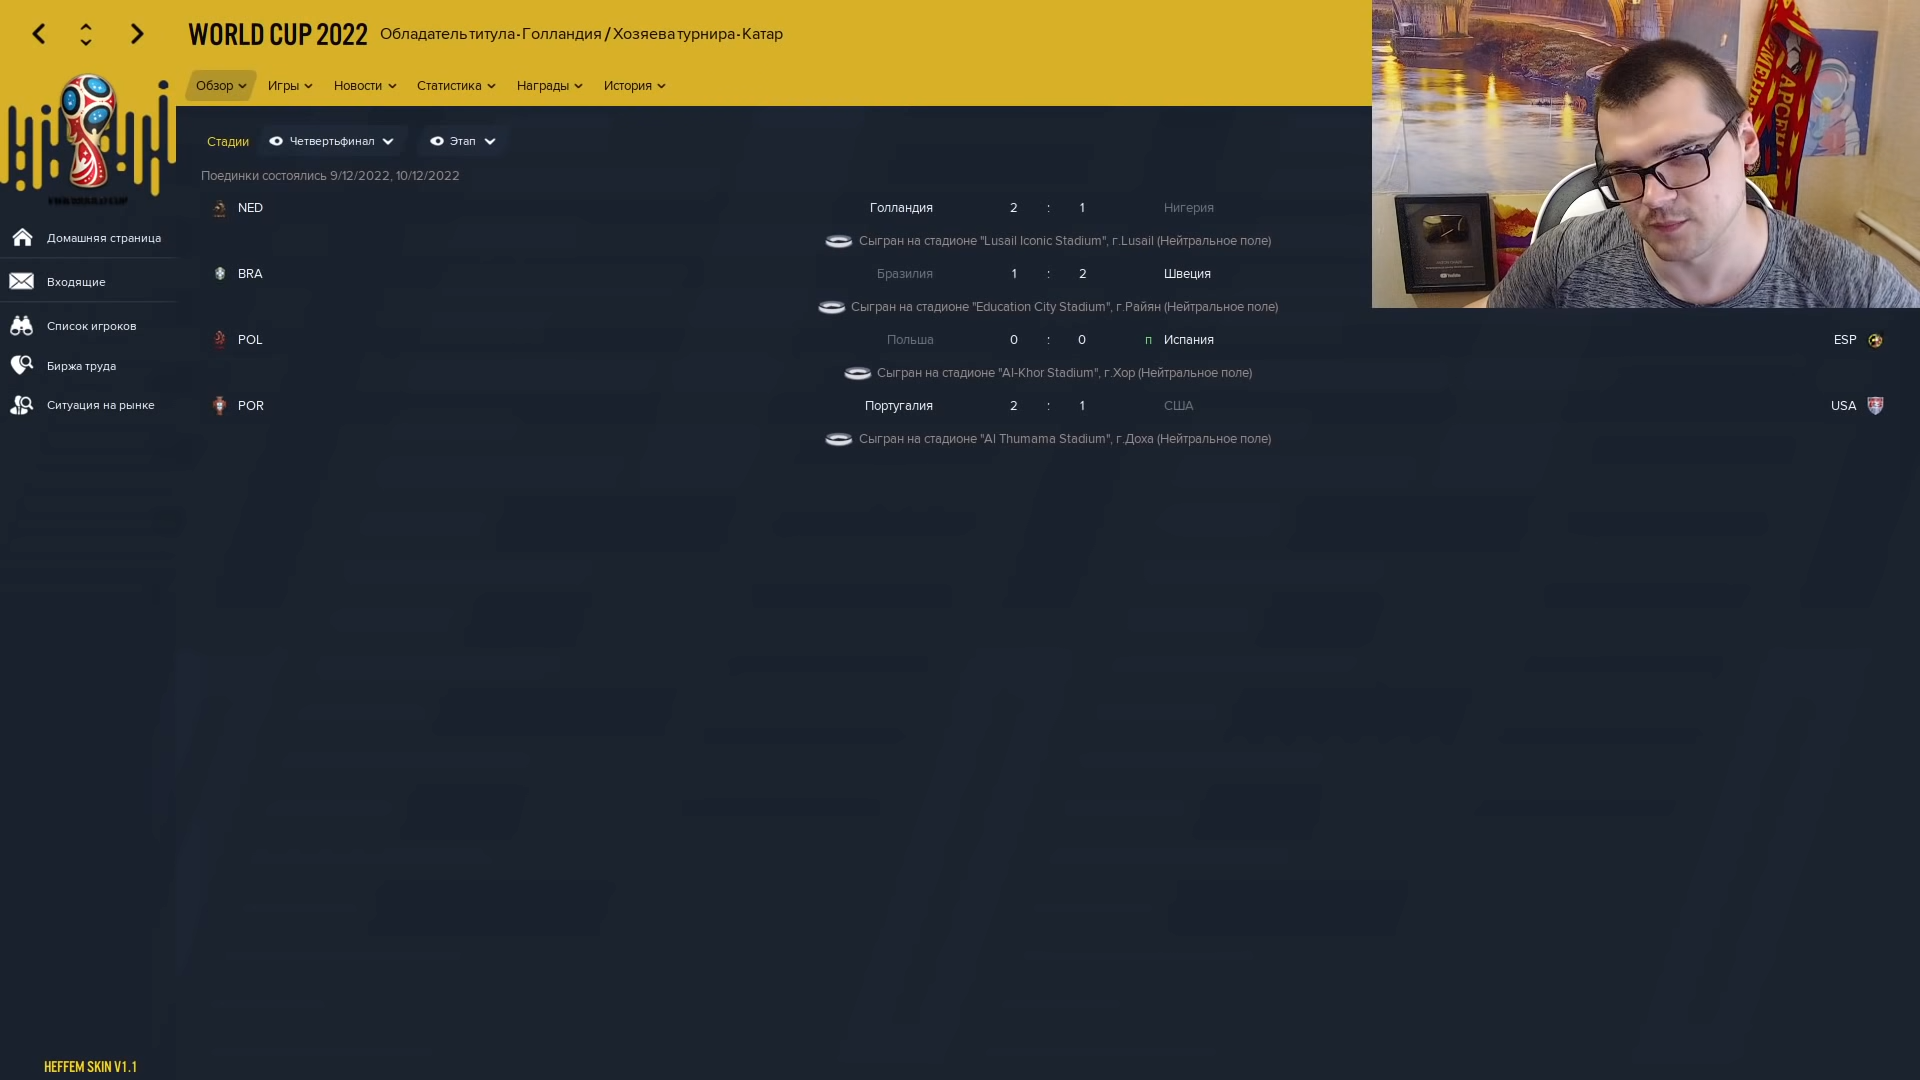 WORLD CUP 2022 Обладатель титула · Голландия / Хозяева турнира · Катар
Обзор Игры Новости Статистика Награды История
Стадии Четвертьфинал Этап
Поединки состоялись 9/12/2022, 10/12/2022
NED Голландия 2 : 1 Нигерия
Сыгран на стадионе "Lusail Iconic Stadium", г.Lusail (Нейтральное поле)
BRA Бразилия 1 : 2 Швеция
Сыгран на стадионе "Education City Stadium", г.Райян (Нейтральное поле)
POL Польша 0 : 0 п Испания ESP
Сыгран на стадионе "Al-Khor Stadium", г.Хор (Нейтральное поле)
POR Португалия 2 : 1 США USA
Сыгран на стадионе "Al Thumama Stadium", г.Доха (Нейтральное поле)
Домашняя страница
Входящие
Список игроков
Биржа труда
Ситуация на рынке
HEFFEM SKIN V1.1
АРСЕНАЛ
YouTube